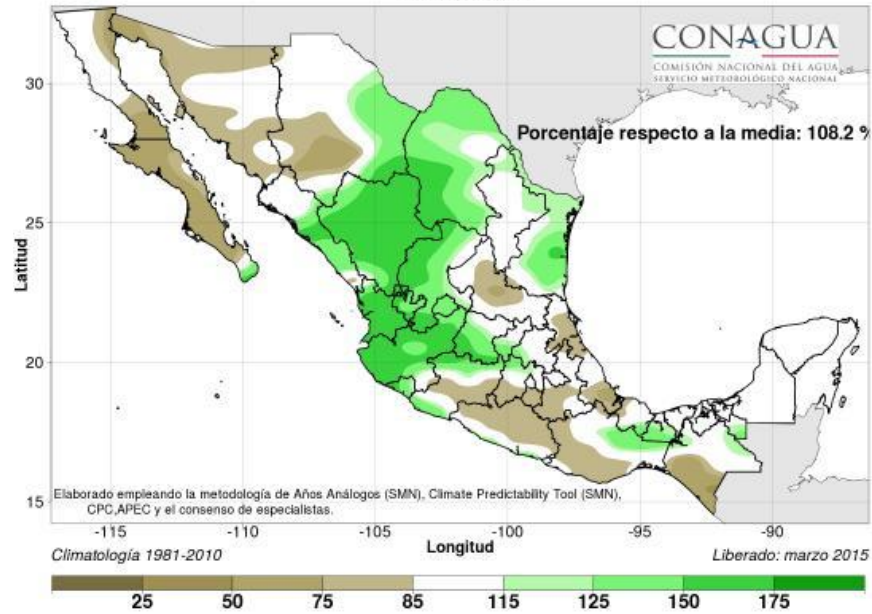 CONAGUA
COMISIÓN NACIONAL DEL AGUA
SERVICIO METEOROLÓGICO NACIONAL
30
Porcentaje respecto a la media: 108.2 %
25
Latitud
20
Elaborado empleando la metodología de Años Análogos (SMN), Climate Predictability Tool (SMN),
CPC,APEC y el consenso de especialistas.
15
-115 -110 -105 -100 -95 -90
Climatología 1981-2010 Longitud Liberado: marzo 2015
25 50 75 85 115 125 150 175